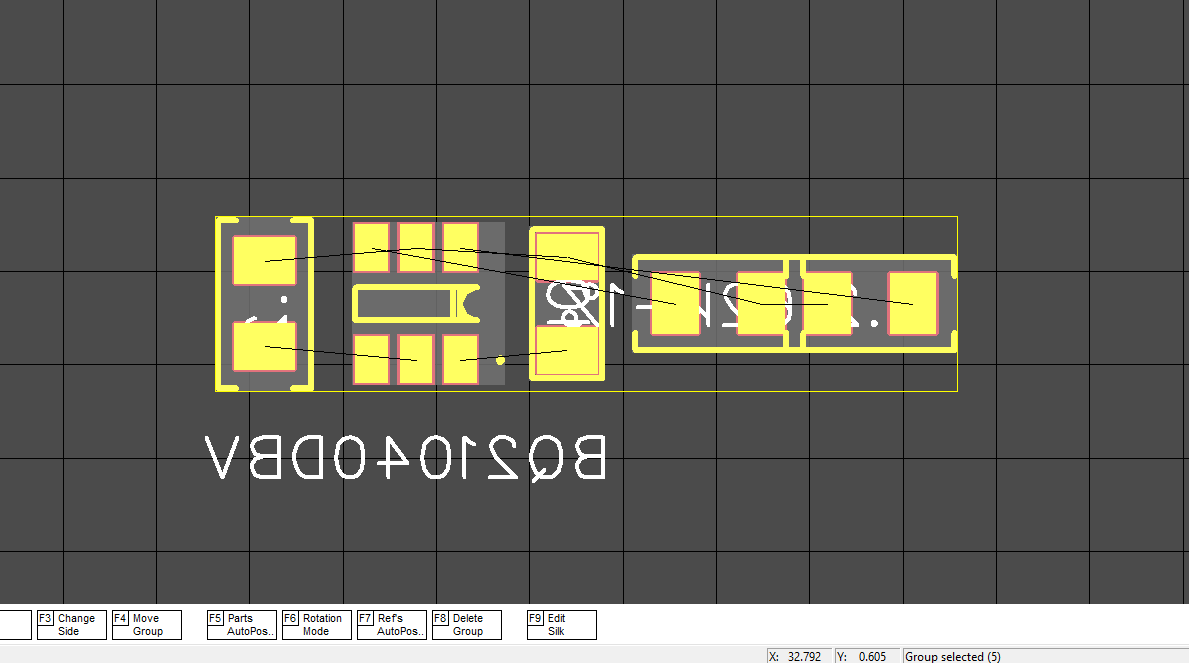 BQ21040DBV
F3 Change Side
F4 Move Group
F5 Parts AutoPos..
F6 Rotation Mode
F7 Ref's AutoPos..
F8 Delete Group
F9 Edit Silk
X: 32.792 Y: 0.605 Group selected (5)